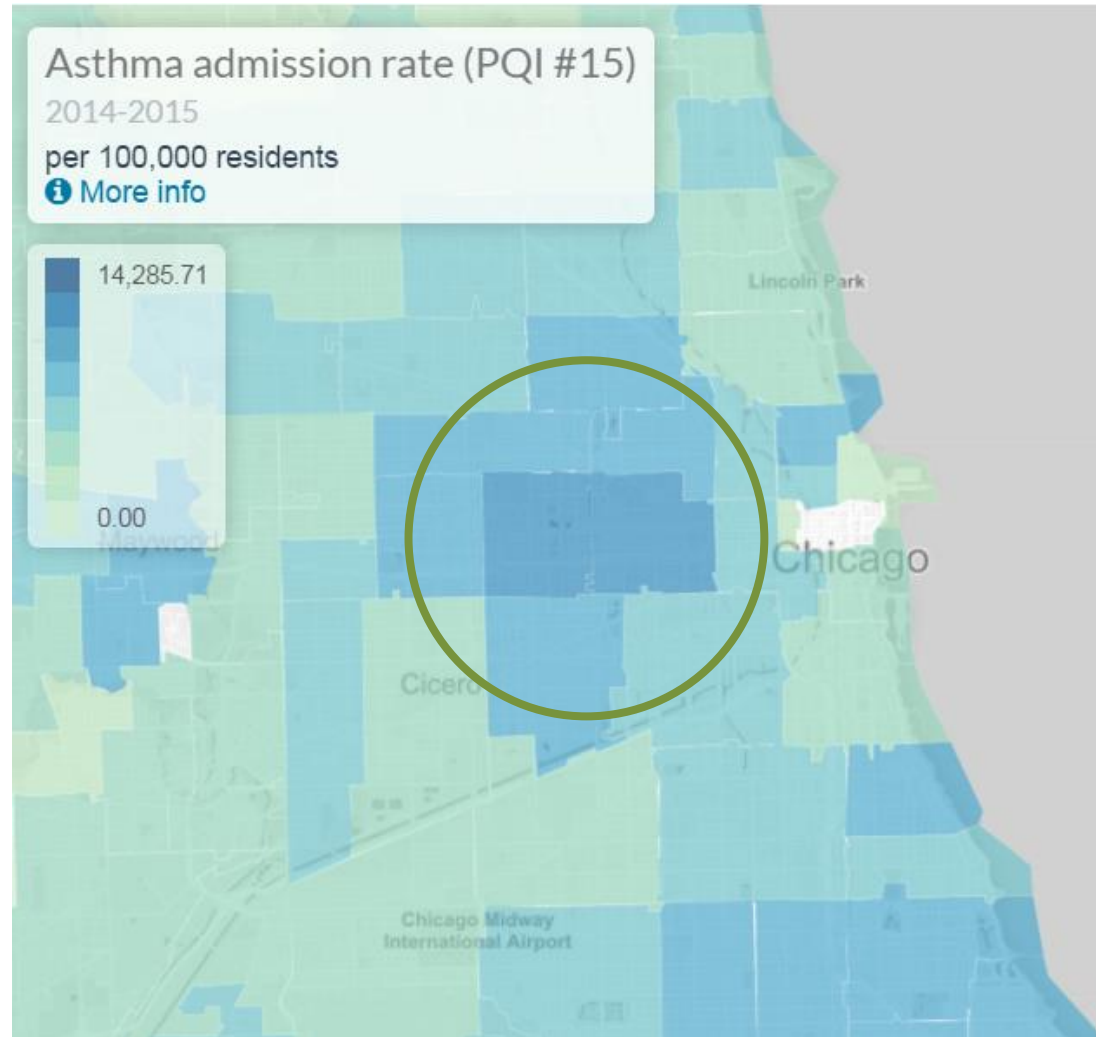 Asthma admission rate (PQI #15)
2014-2015
per 100,000 residents
More info
14,285.71
0.00
Lincoln Park
Maywood
Chicago
Cicero
Chicago Midway
International Airport